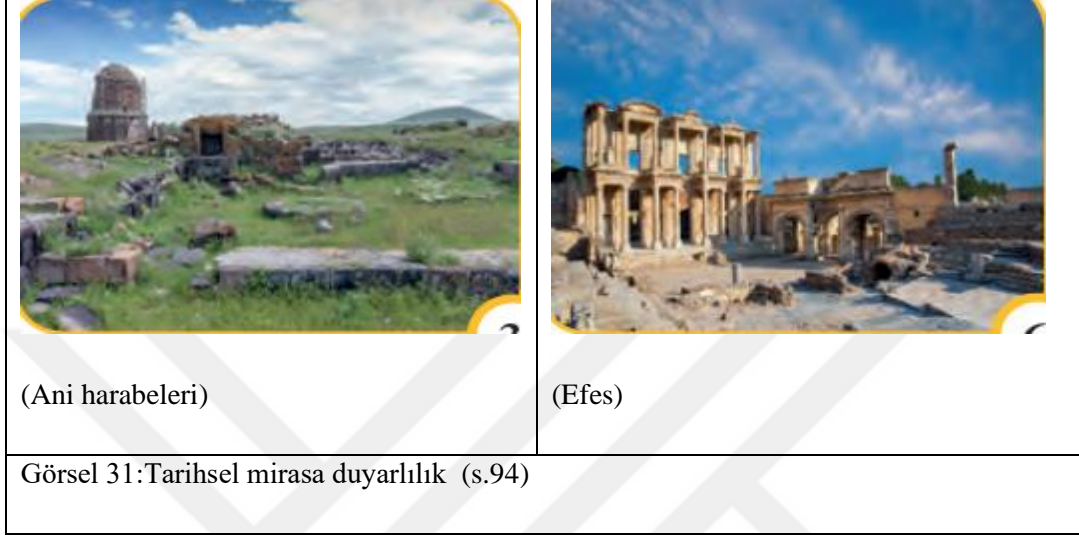 (Ani harabeleri)
(Efes)
Görsel 31:Tarihsel mirasa duyarlılık (s.94)